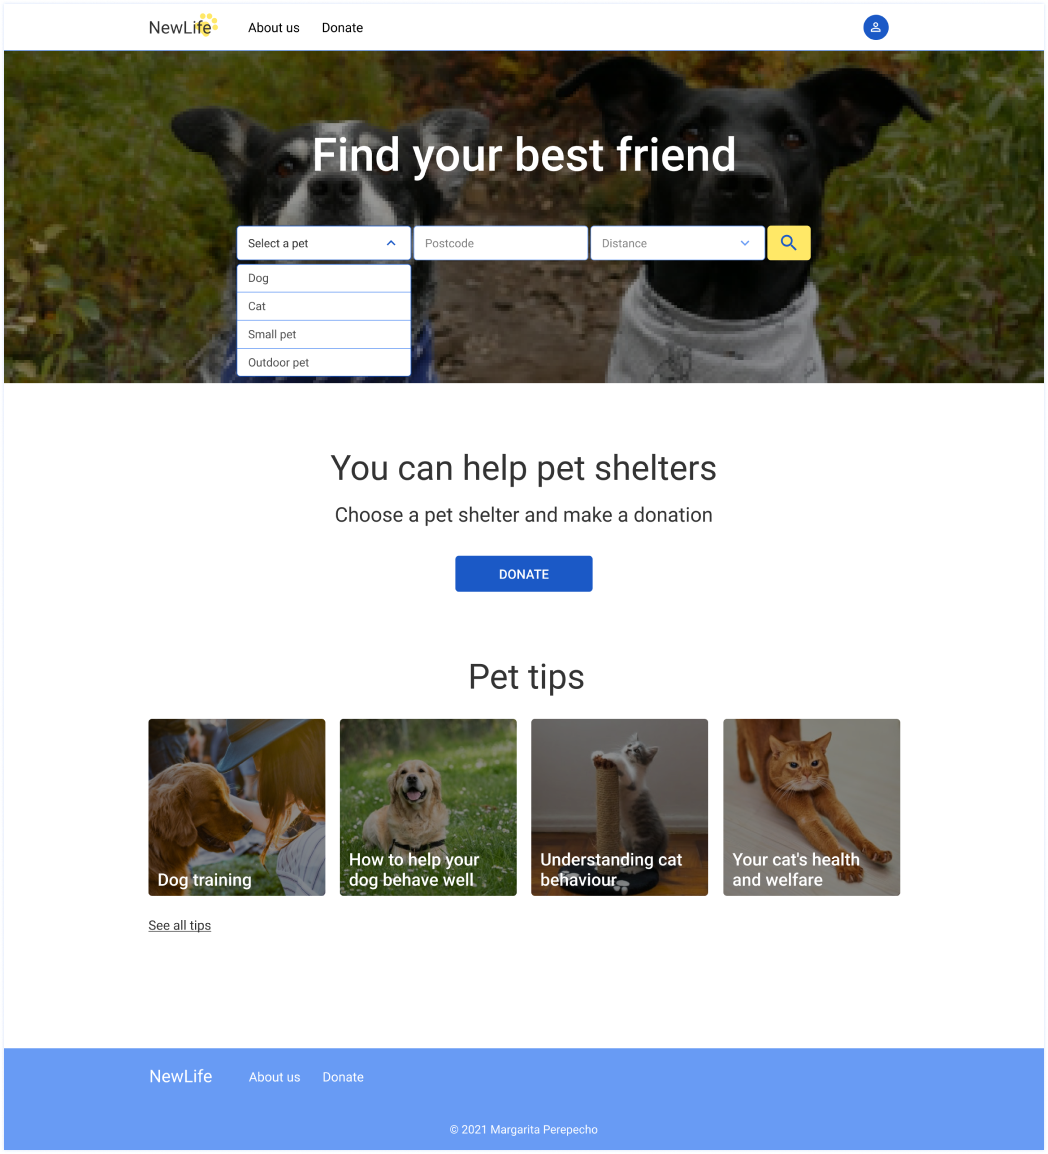 NewLife
About us
Donate
Find your best friend
Select a pet
Postcode
Distance
Dog
Cat
Small pet
Outdoor pet
You can help pet shelters
Choose a pet shelter and make a donation
DONATE
Pet tips
Dog training
How to help your
dog behave well
Understanding cat
behaviour
Your cat's health
and welfare
See all tips
NewLife
About us
Donate
© 2021 Margarita Perepecho